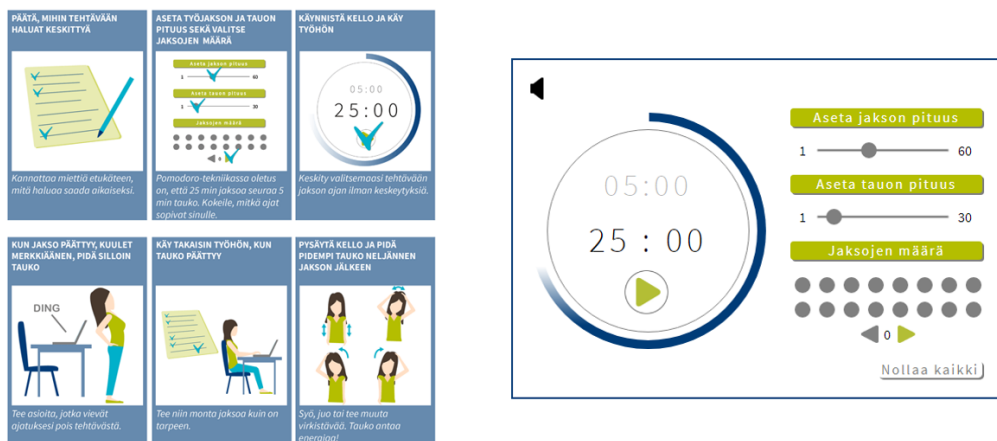 PÄÄTÄ, MIHIN TEHTÄVÄÄN
HALUAT KESKITTYÄ
Kannattaa miettiä etukäteen,
mitä haluaa saada aikaiseksi.
ASETA TYÖJAKSON JA TAUON
PITUUS SEKÄ VALITSE
JAKSOJEN MÄÄRÄ
Aseta jakson pituus
1 60
Aseta tauon pituus
1 30
Jaksojen määrä
0
Pomodoro-tekniikassa oletus
on, että 25 min jaksoa seuraa 5
min tauko. Kokeile, mitkä ajat
sopivat sinulle.
KÄYNNISTÄ KELLO JA KÄY
TYÖHÖN
05:00
25:00
Keskity valitsemaasi tehtävään
jakson ajan ilman keskeytyksiä.
KUN JAKSO PÄÄTTYY, KUULET
MERKKIÄÄNEN, PIDÄ SILLOIN
TAUKO
DING
Tee asioita, jotka vievät
ajatuksesi pois tehtävästä.
KÄY TAKAISIN TYÖHÖN, KUN
TAUKO PÄÄTTYY
Tee niin monta jaksoa kuin on
tarpeen.
PYSÄYTÄ KELLO JA PIDÄ
PIDEMPI TAUKO NELJÄNNEN
JAKSON JÄLKEEN
Syö, juo tai tee muuta
virkistävää. Tauko antaa
energiaa!
05:00
25 : 00
Aseta jakson pituus
1 60
Aseta tauon pituus
1 30
Jaksojen määrä
0
Nollaa kaikki